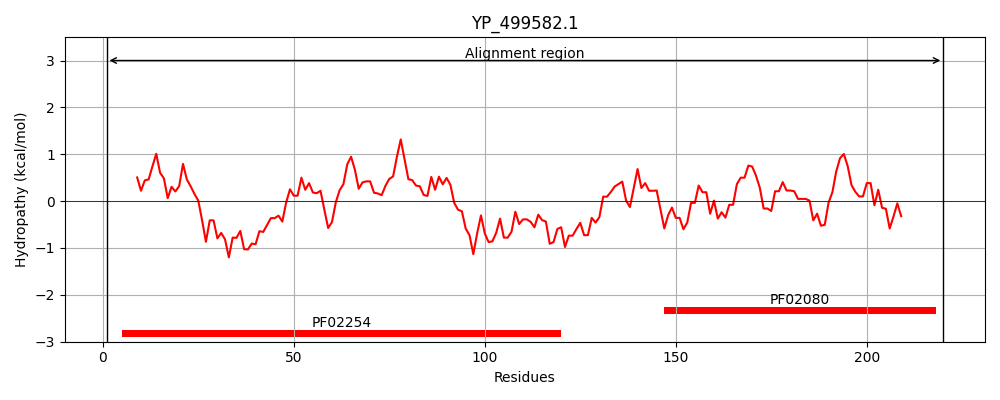 YP_499582.1
Alignment region
3
2
1
0
−1
−2
−3
Hydropathy (kcal/mol)
PF02080
PF02254
0 50 100 150 200
Residues